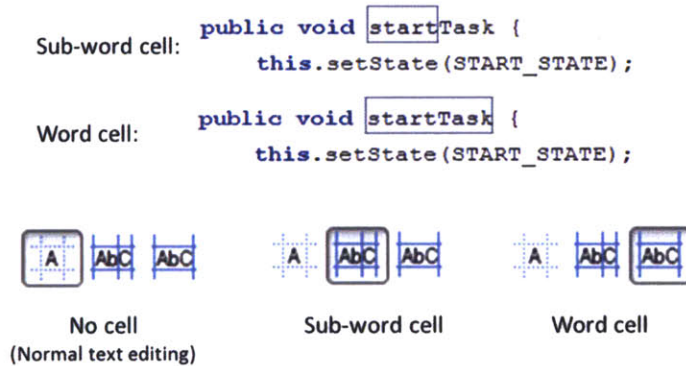 Sub-word cell: public void startTask {
this.setState(START_STATE);
Word cell: public void startTask {
this.setState(START_STATE);
A AbC AbC A AbC AbC A AbC AbC
No cell Sub-word cell Word cell
(Normal text editing)